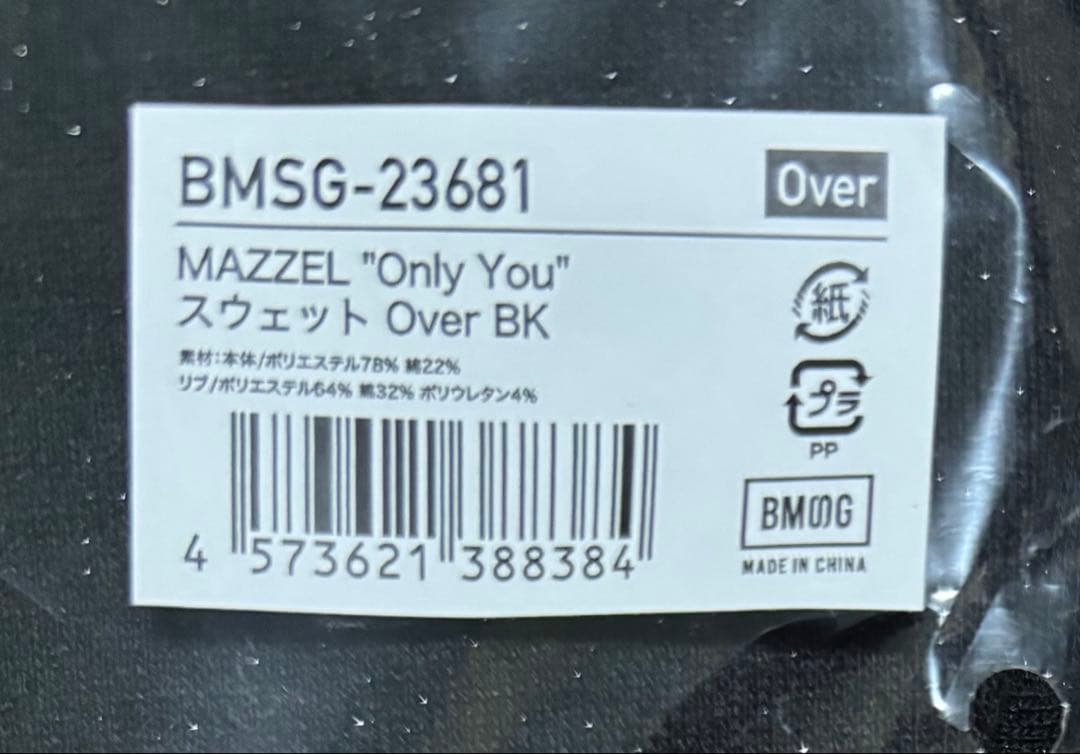 BMSG-23681
Over
MAZZEL "Only You"
スウェット Over BK
素材:本体/ポリエステル78% 綿22%
リブ/ポリエステル64% 綿32% ポリウレタン4%
紙
プラ
PP
BMSG
MADE IN CHINA
4 573621 388384